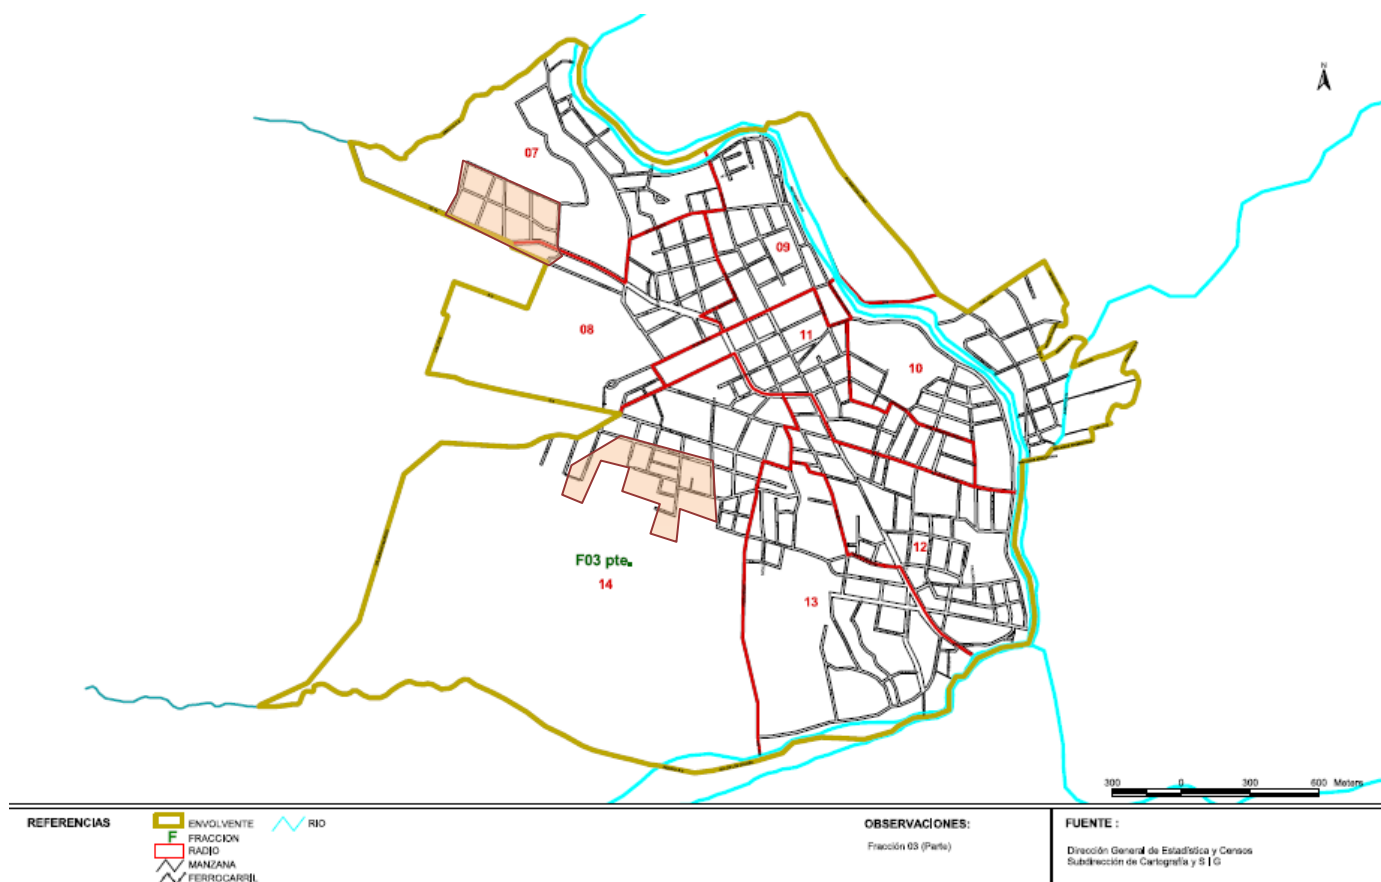 N
07
09
08
11
10
F03 pte.
14
12
13
300 0 300 600 Meters
REFERENCIAS
ENVOLVENTE
RIO
F FRACCION
RADIO
MANZANA
FERROCARRIL
OBSERVACIONES:
Fracción 03 (Parte)
FUENTE :
Dirección General de Estadística y Censos
Subdirección de Cartografía y S I G